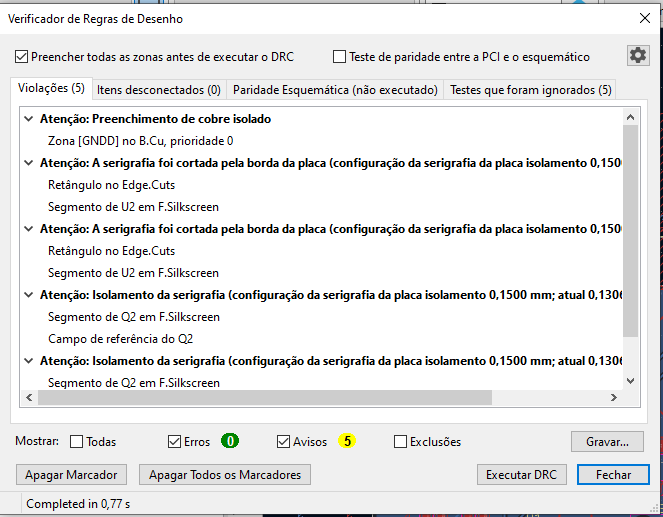 Verificador de Regras de Desenho
Preencher todas as zonas antes de executar o DRC
Teste de paridade entre a PCI e o esquemático
Violações (5)
Itens desconectados (0)
Paridade Esquemática (não executado)
Testes que foram ignorados (5)
Atenção: Preenchimento de cobre isolado
Zona [GNDD] no B.Cu, prioridade 0
Atenção: A serigrafia foi cortada pela borda da placa (configuração da serigrafia da placa isolamento 0,150
Retângulo no Edge.Cuts
Segmento de U2 em F.Silkscreen
Atenção: A serigrafia foi cortada pela borda da placa (configuração da serigrafia da placa isolamento 0,150
Retângulo no Edge.Cuts
Segmento de U2 em F.Silkscreen
Atenção: Isolamento da serigrafia (configuração da serigrafia da placa isolamento 0,1500 mm; atual 0,1306
Segmento de Q2 em F.Silkscreen
Campo de referência do Q2
Atenção: Isolamento da serigrafia (configuração da serigrafia da placa isolamento 0,1500 mm; atual 0,1306
Segmento de Q2 em F.Silkscreen
Mostrar:
Todas
Erros 0
Avisos 5
Exclusões
Gravar...
Apagar Marcador
Apagar Todos os Marcadores
Executar DRC
Fechar
Completed in 0,77 s